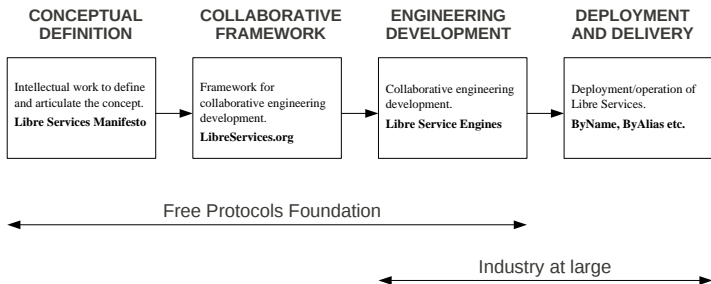 CONCEPTUAL
DEFINITION
COLLABORATIVE
FRAMEWORK
ENGINEERING
DEVELOPMENT
DEPLOYMENT
AND DELIVERY
Intellectual work to define
and articulate the concept.
Libre Services Manifesto
Framework for
collaborative engineering
development.
LibreServices.org
Collaborative engineering
development.
Libre Service Engines
Deployment/operation of
Libre Services.
ByName, ByAlias etc.
Free Protocols Foundation
Industry at large